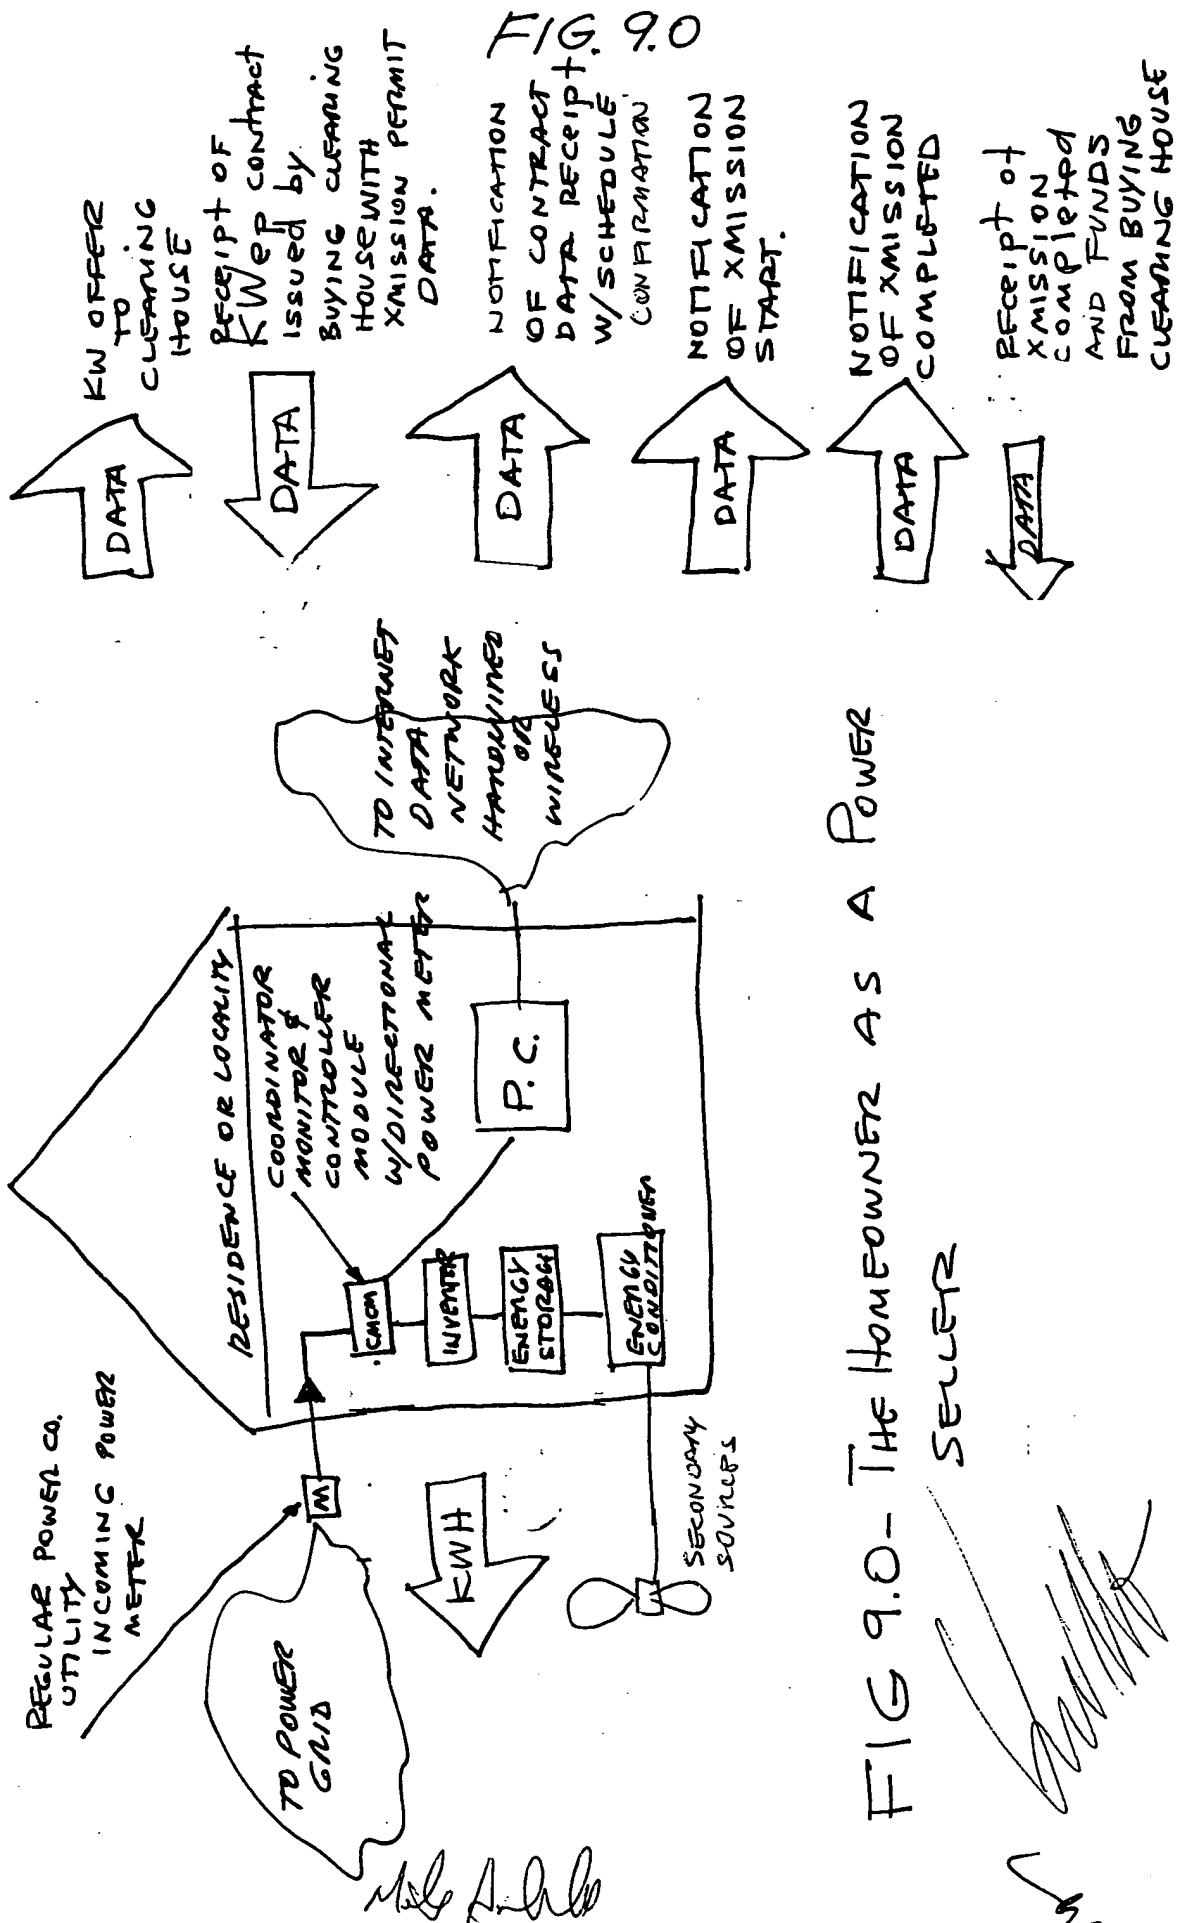 FIG. 9.0
REGULAR POWER CO.
UTILITY
INCOMING POWER
METER
TO POWER
GRID
M
KWH
SECONDARY
SOURCES
RESIDENCE OR LOCALITY
COORDINATOR
MONITOR &
CONTROLLER
MODULE
W/DIRECTIONAL
POWER METER
CMCM
INVERTER
ENERGY
STORAGE
ENERGY
CONDITIONER
P.C.
TO INTERNET
DATA
NETWORK
HARDWIRED
OR
WIRELESS
DATA
KW OFFER
TO
CLEARING
HOUSE
DATA
RECEIPT OF
KWep contract
issued by
BUYING CLEARING
HOUSE WITH
XMISSION PERMIT
DATA.
DATA
NOTIFICATION
OF CONTRACT
DATA RECEIPT
W/SCHEDULE
CONFIRMATION
DATA
NOTIFICATION
OF XMISSION
START.
DATA
NOTIFICATION
OF XMISSION
COMPLETED
DATA
Receipt of
XMISSION
completed
AND FUNDS
FROM BUYING
CLEARING HOUSE
FIG 9.0- THE HOMEOWNER AS A POWER
SELLER